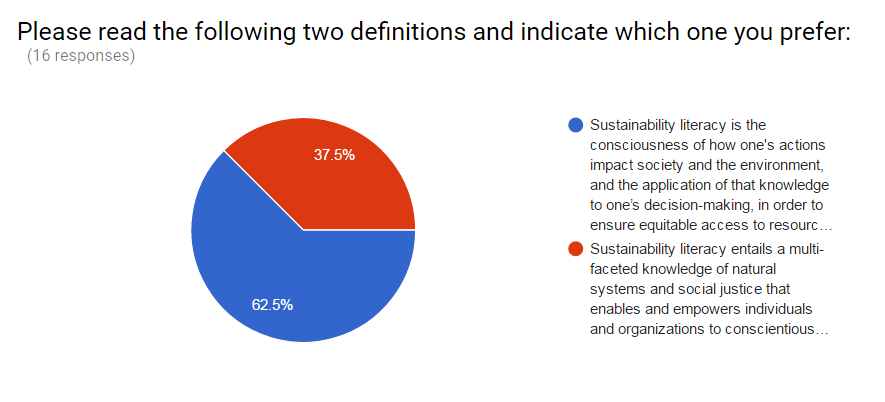 Please read the following two definitions and indicate which one you prefer:
(16 responses)
37.5%
62.5%
Sustainability literacy is the
consciousness of how one's actions
impact society and the environment,
and the application of that knowledge
to one’s decision-making, in order to
ensure equitable access to resourc…
Sustainability literacy entails a multi-
faceted knowledge of natural
systems and social justice that
enables and empowers individuals
and organizations to conscientious…